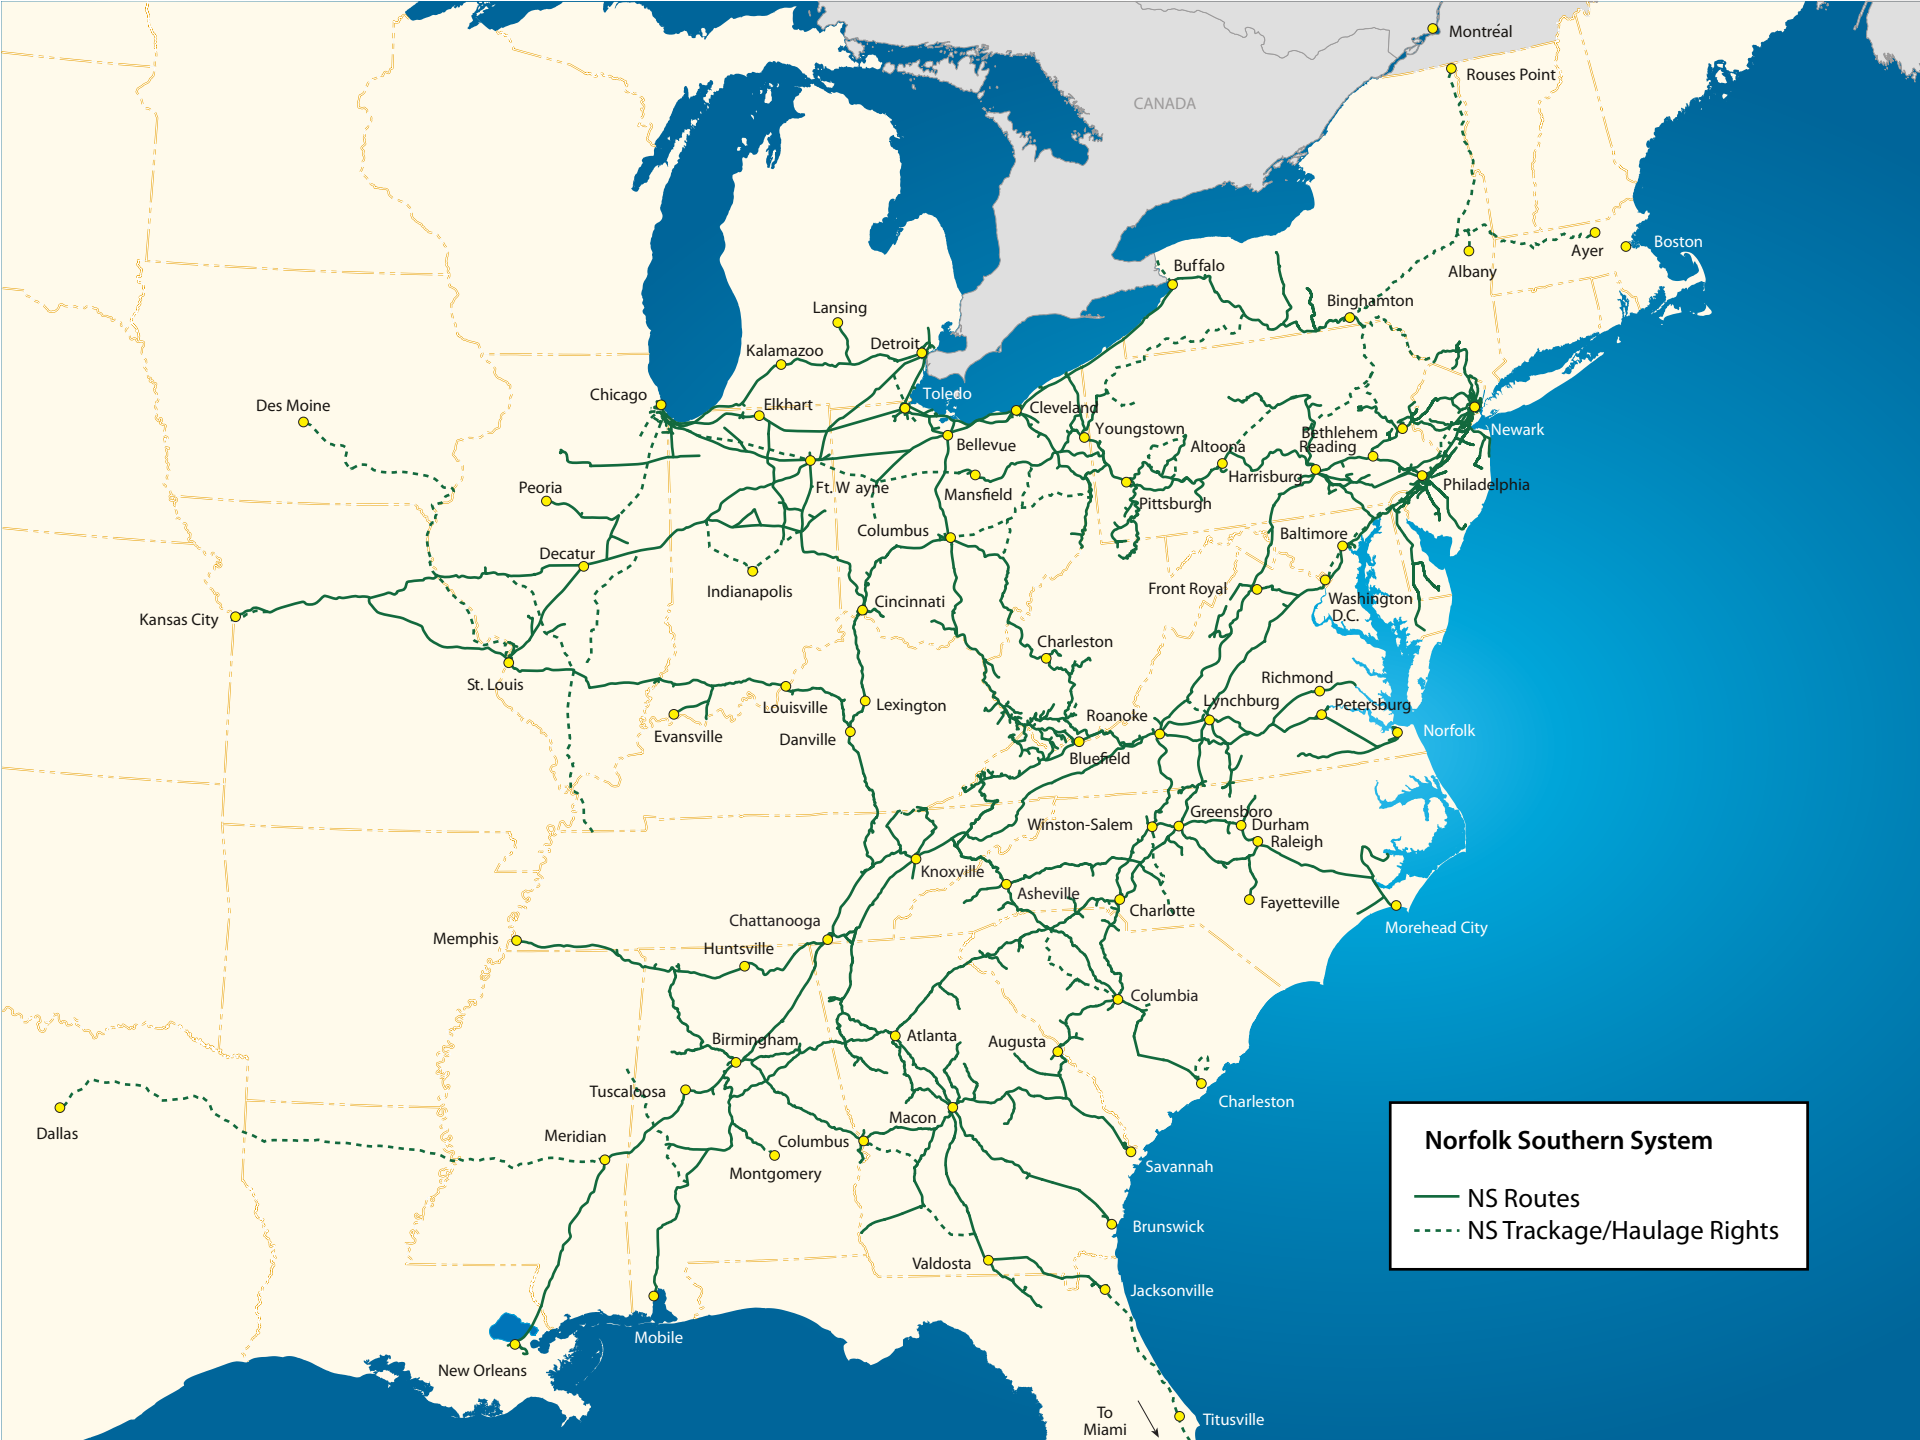 Montréal
Rouses Point
CANADA
Boston
Ayer
Albany
Buffalo
Binghamton
Lansing
Detroit
Kalamazoo
Chicago
Elkhart
Toledo
Des Moine
Cleveland
Youngstown
Bethlehem
Newark
Bellevue
Altoona
Reading
Harrisburg
Peoria
Ft. W ayne
Mansfield
Philadelphia
Pittsburgh
Columbus
Baltimore
Decatur
Indianapolis
Front Royal
Washington
D.C.
Cincinnati
Kansas City
Charleston
St. Louis
Richmond
Louisville
Lexington
Lynchburg
Petersburg
Roanoke
Evansville
Danville
Norfolk
Bluefield
Greensboro
Winston-Salem
Durham
Raleigh
Knoxville
Asheville
Fayetteville
Charlotte
Chattanooga
Morehead City
Memphis
Huntsville
Columbia
Birmingham
Atlanta
Augusta
Tuscaloosa
Charleston
Macon
Dallas
Meridian
Columbus
Montgomery
Savannah
Brunswick
Valdosta
Jacksonville
Mobile
New Orleans
To
Miami
Titusville
Norfolk Southern System
NS Routes
NS Trackage/Haulage Rights